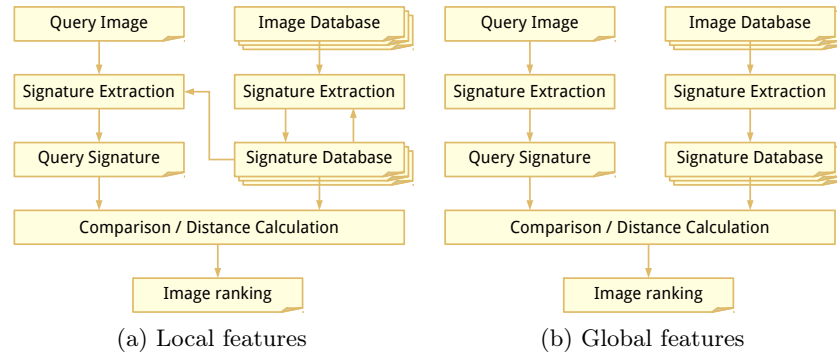 Query Image
Image Database
Signature Extraction
Signature Extraction
Query Signature
Signature Database
Comparison / Distance Calculation
Image ranking
(a) Local features
Query Image
Image Database
Signature Extraction
Signature Extraction
Query Signature
Signature Database
Comparison / Distance Calculation
Image ranking
(b) Global features